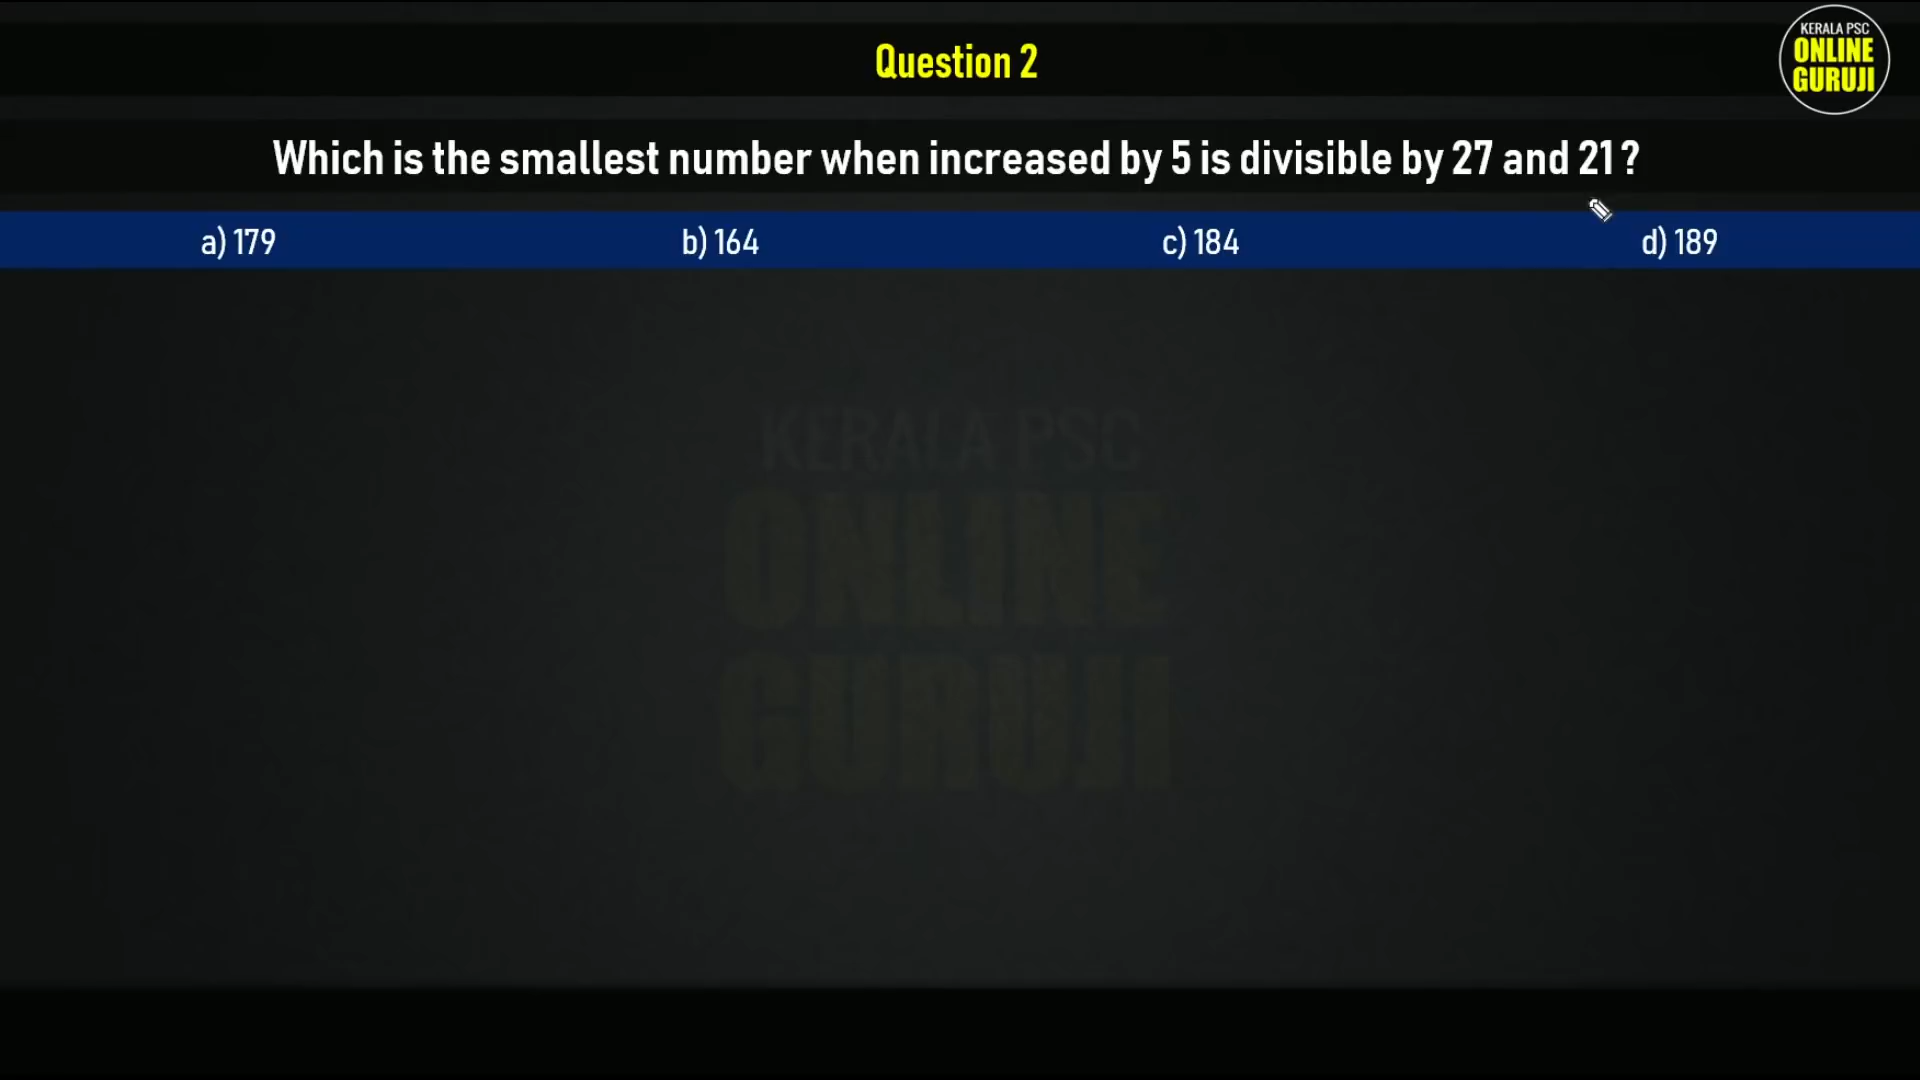 Question 2
KERALA PSC
ONLINE
GURUJI
Which is the smallest number when increased by 5 is divisible by 27 and 21?
a) 179
b) 164
c) 184
d) 189
KERALA PSC
ONLINE
GURUJI